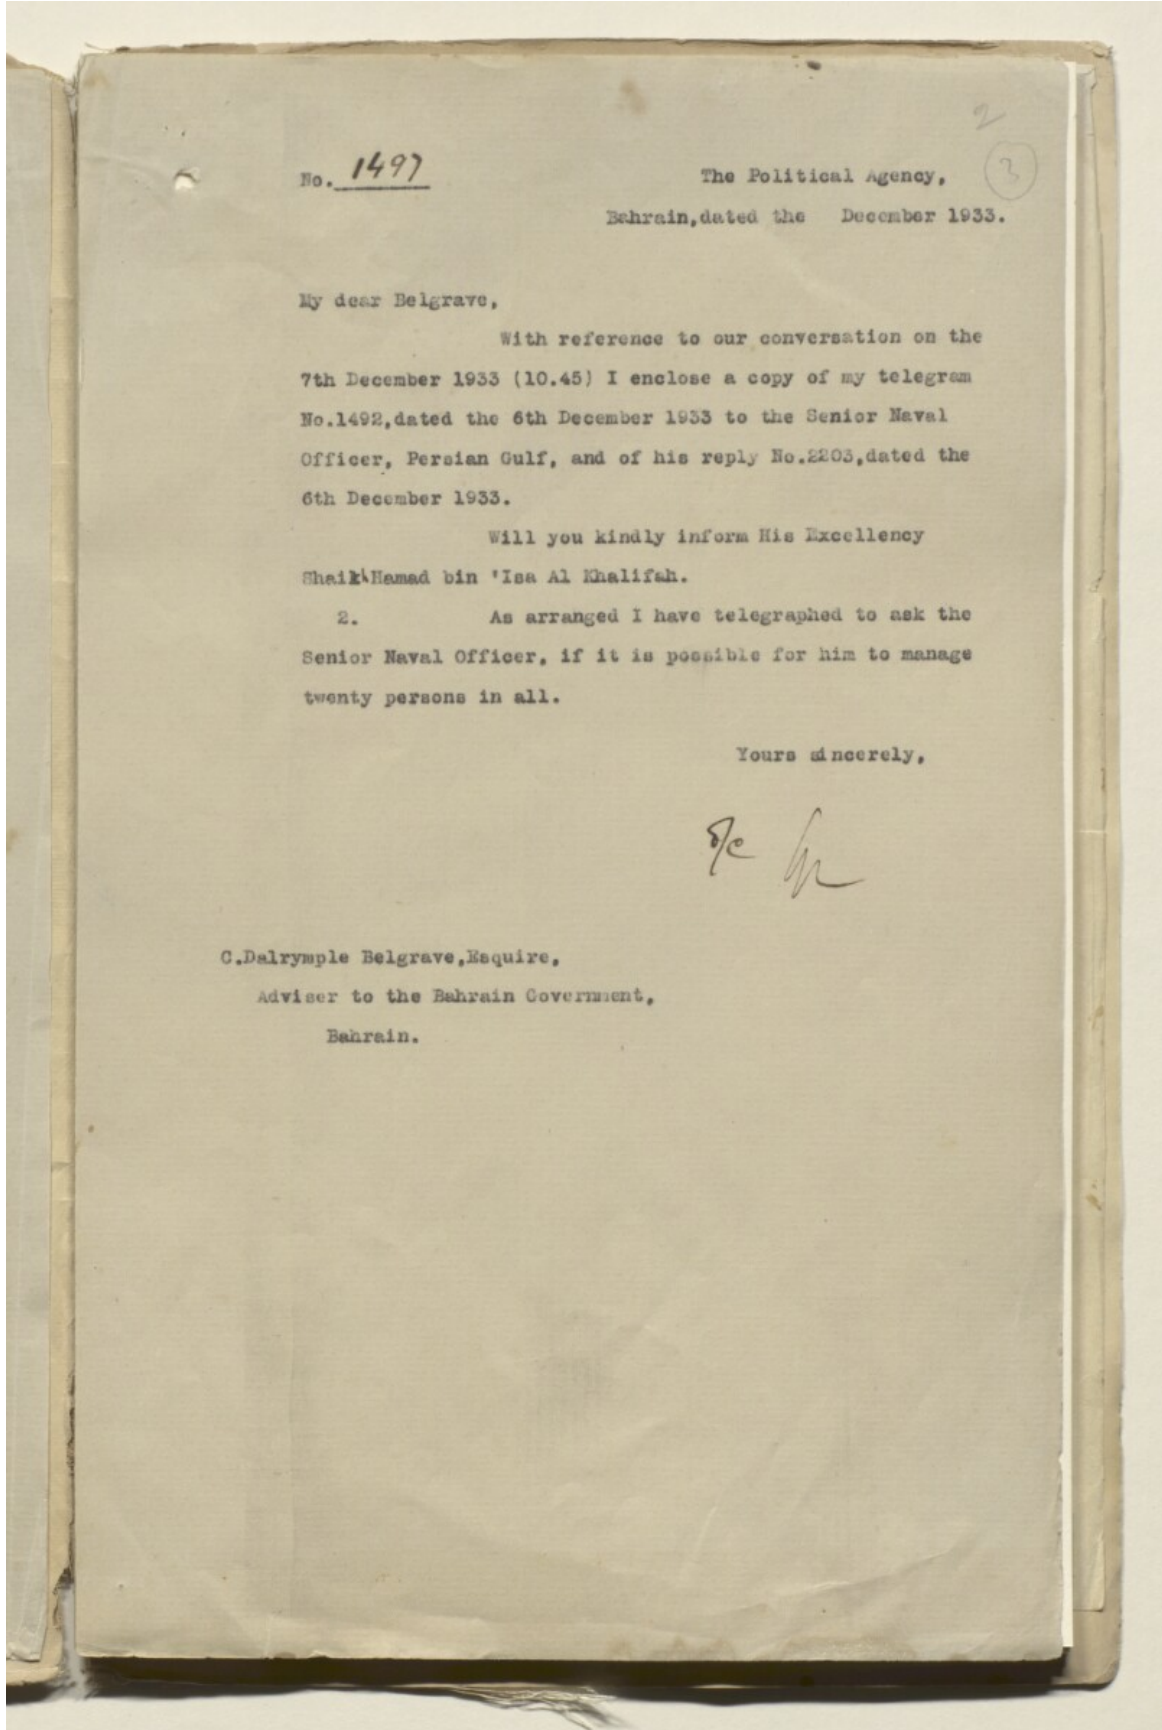 2
3
No. 1497
The Political Agency,
Bahrain,dated the December 1933.
My dear Belgrave,
With reference to our conversation on the
7th December 1933 (10.45) I enclose a copy of my telegram
No.1492,dated the 6th December 1933 to the Senior Naval
Officer, Persian Gulf, and of his reply No.2203,dated the
6th December 1933.
Will you kindly inform His Excellency
Shaikh Hamad bin 'Isa Al Khalifah.
2. As arranged I have telegraphed to ask the
Senior Naval Officer, if it is possible for him to manage
twenty persons in all.
Yours sincerely,
C.Dalrymple Belgrave,Esquire,
Adviser to the Bahrain Government,
Bahrain.